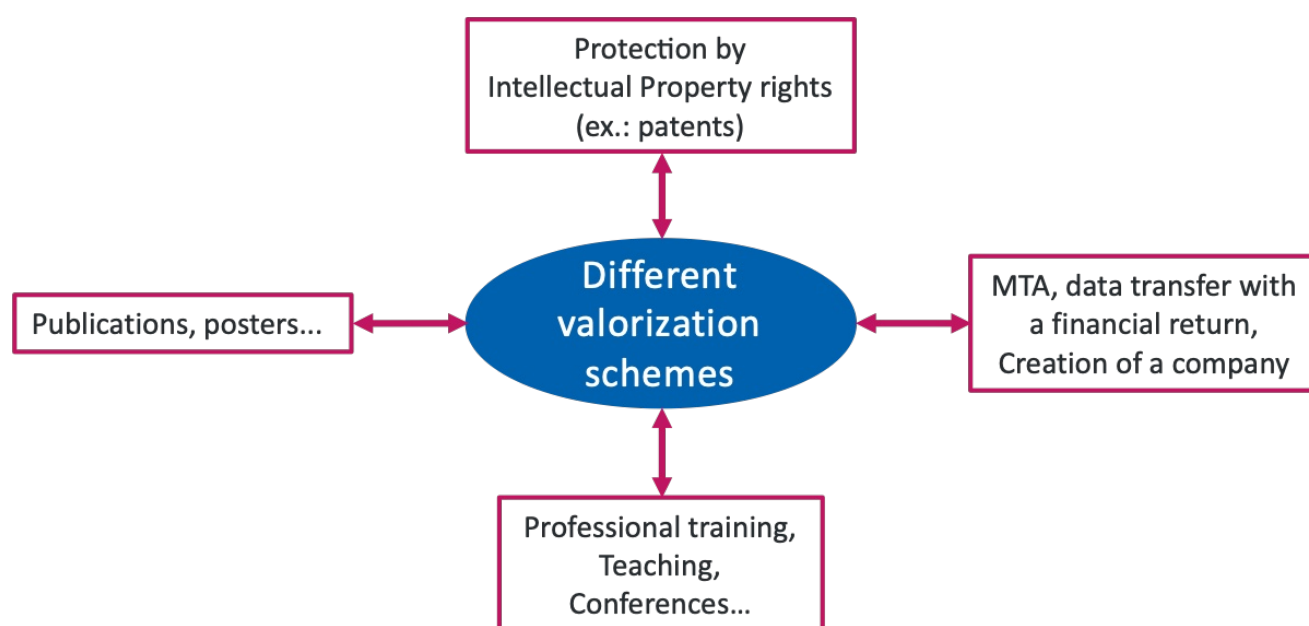 Protection by
Intellectual Property rights
(ex.: patents)
Publications, posters...
Different
valorization
schemes
MTA, data transfer with
a financial return,
Creation of a company
Professional training,
Teaching,
Conferences...